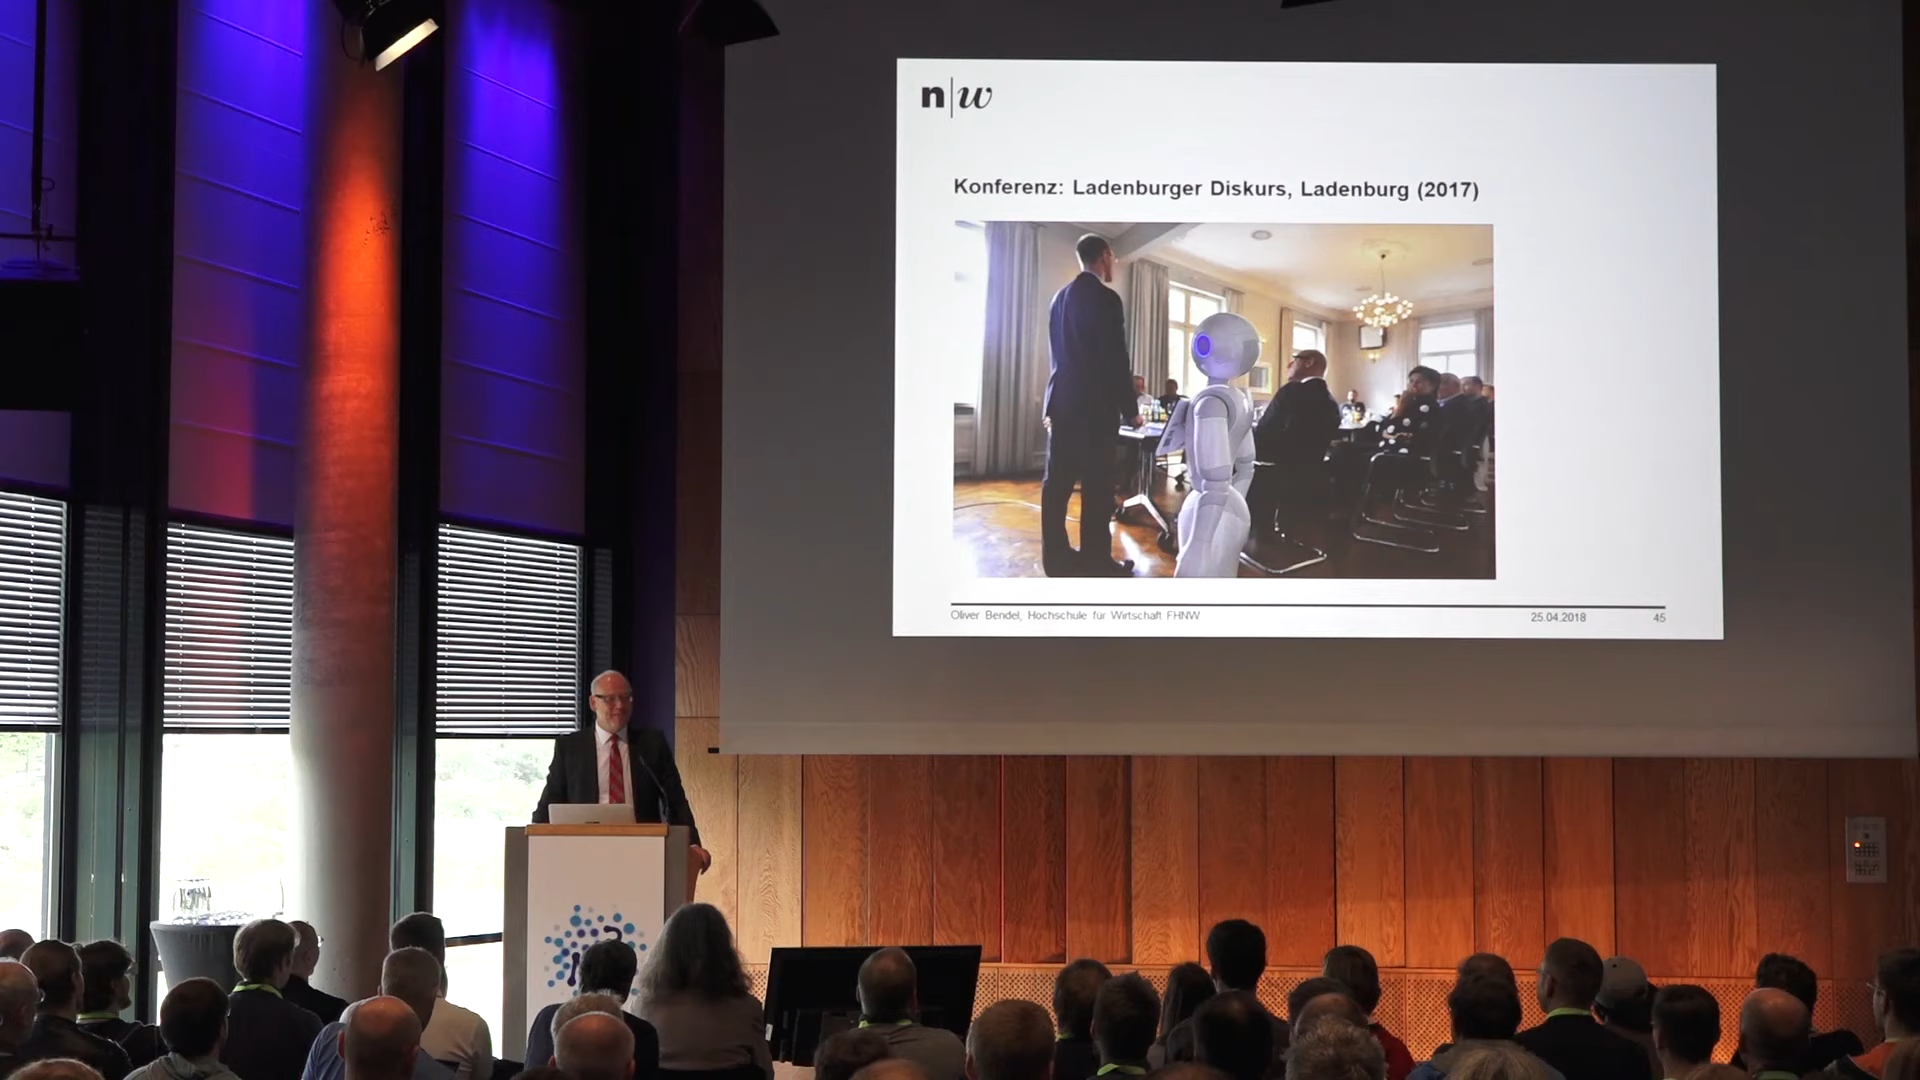 n|w
Konferenz: Ladenburger Diskurs, Ladenburg (2017)
Oliver Bendel, Hochschule für Wirtschaft FHNW 25.04.2018 45